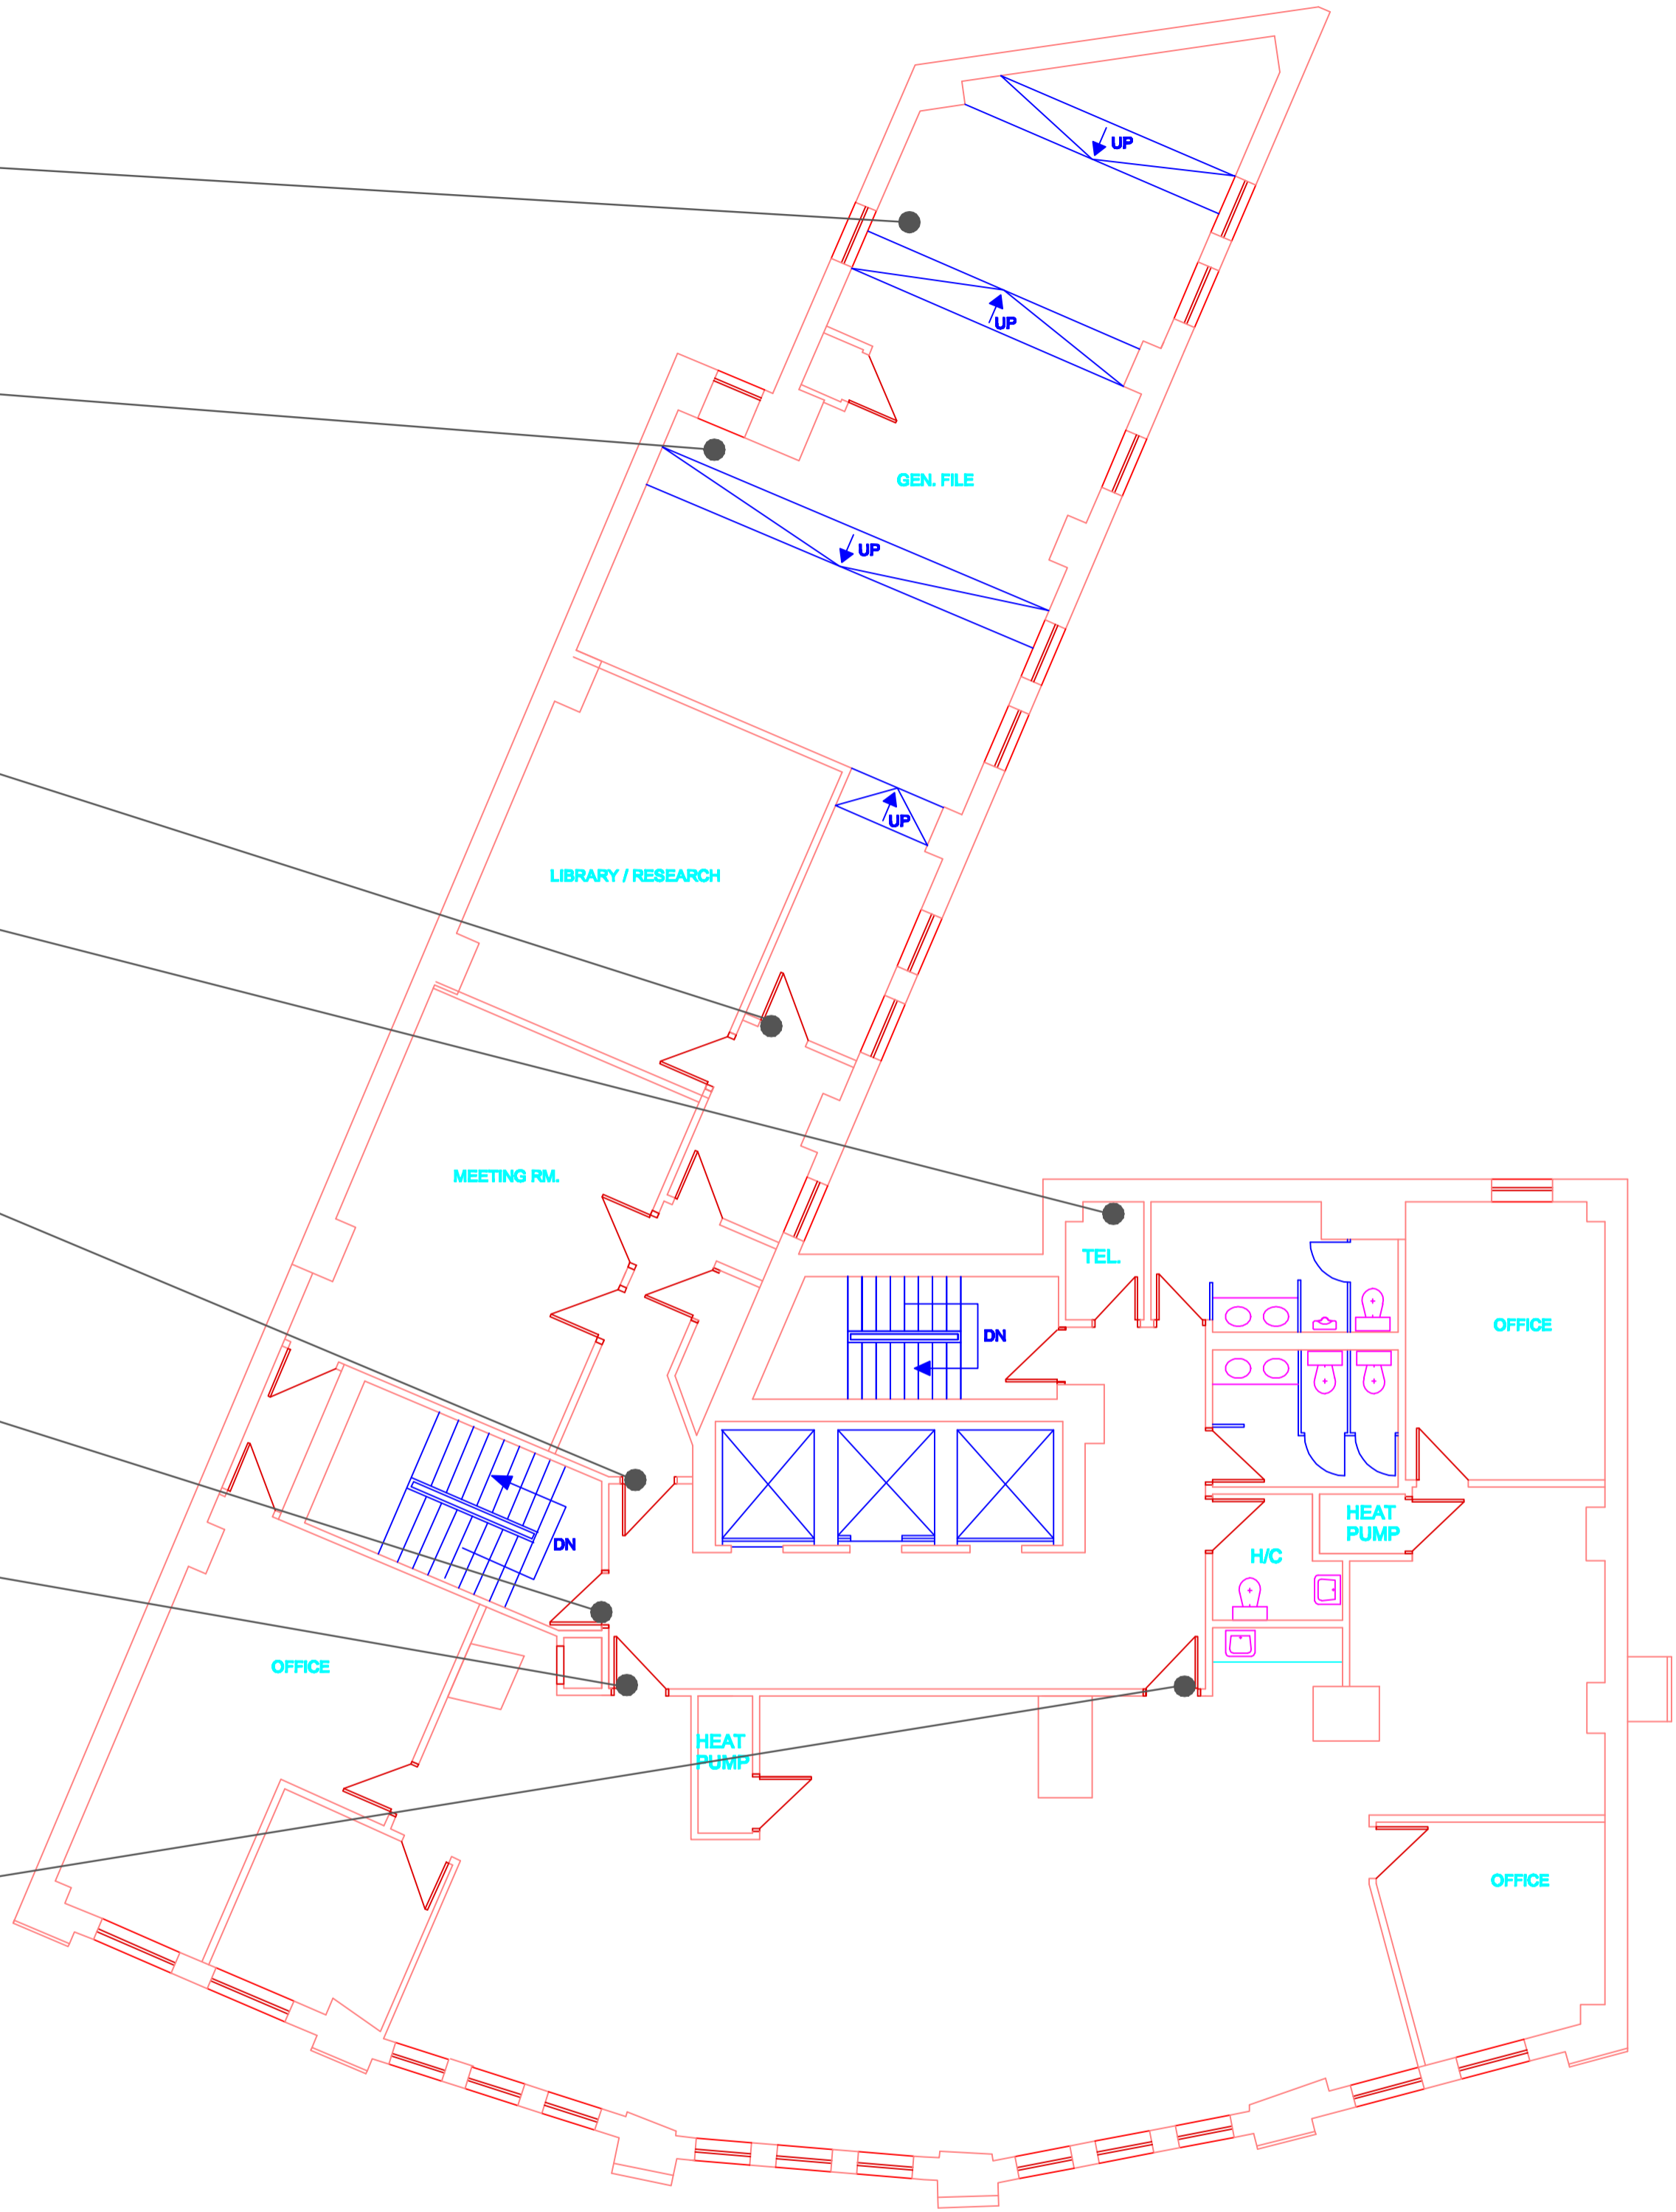 UP
UP
GEN. FILE
UP
UP
LIBRARY / RESEARCH
MEETING RM.
TEL.
DN
OFFICE
HEAT
PUMP
DN
H/C
OFFICE
HEAT
PUMP
OFFICE